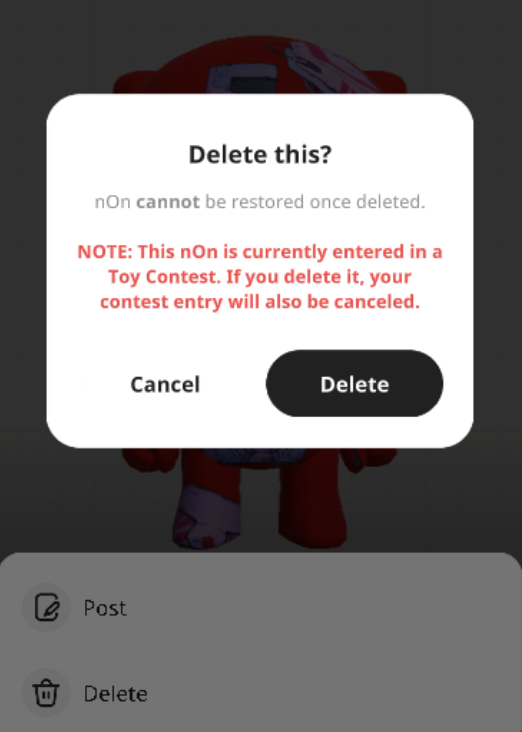 Delete this?
nOn cannot be restored once deleted.
NOTE: This nOn is currently entered in a
Toy Contest. If you delete it, your
contest entry will also be canceled.
Cancel
Delete
Post
Delete